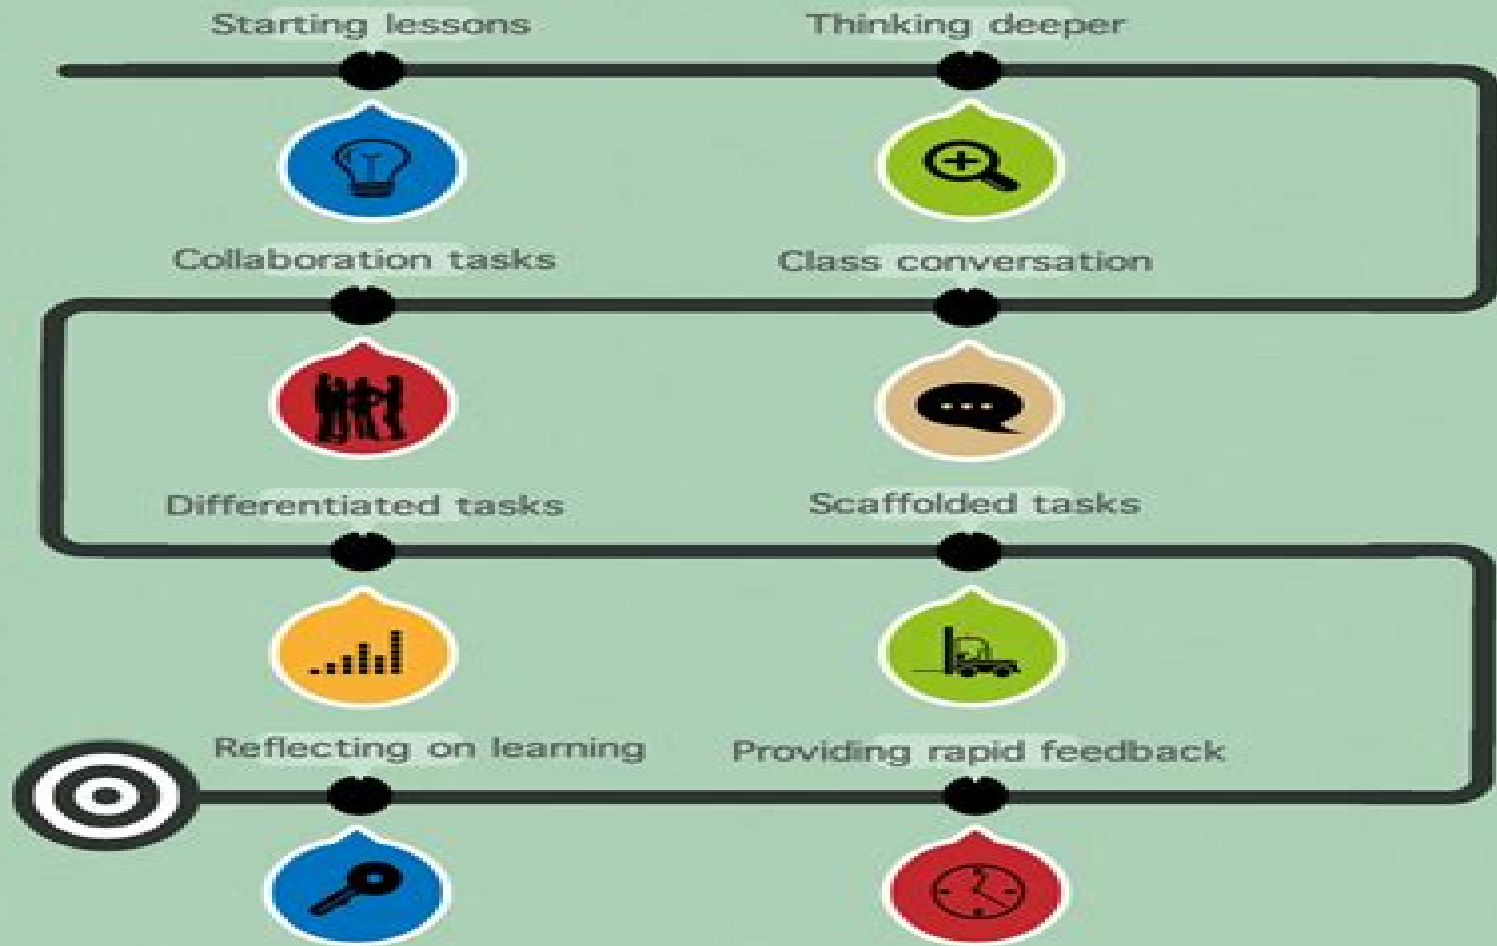 Starting lessons
Thinking deeper
Collaboration tasks
Class conversation
Differentiated tasks
Scaffolded tasks
Reflecting on learning
Providing rapid feedback